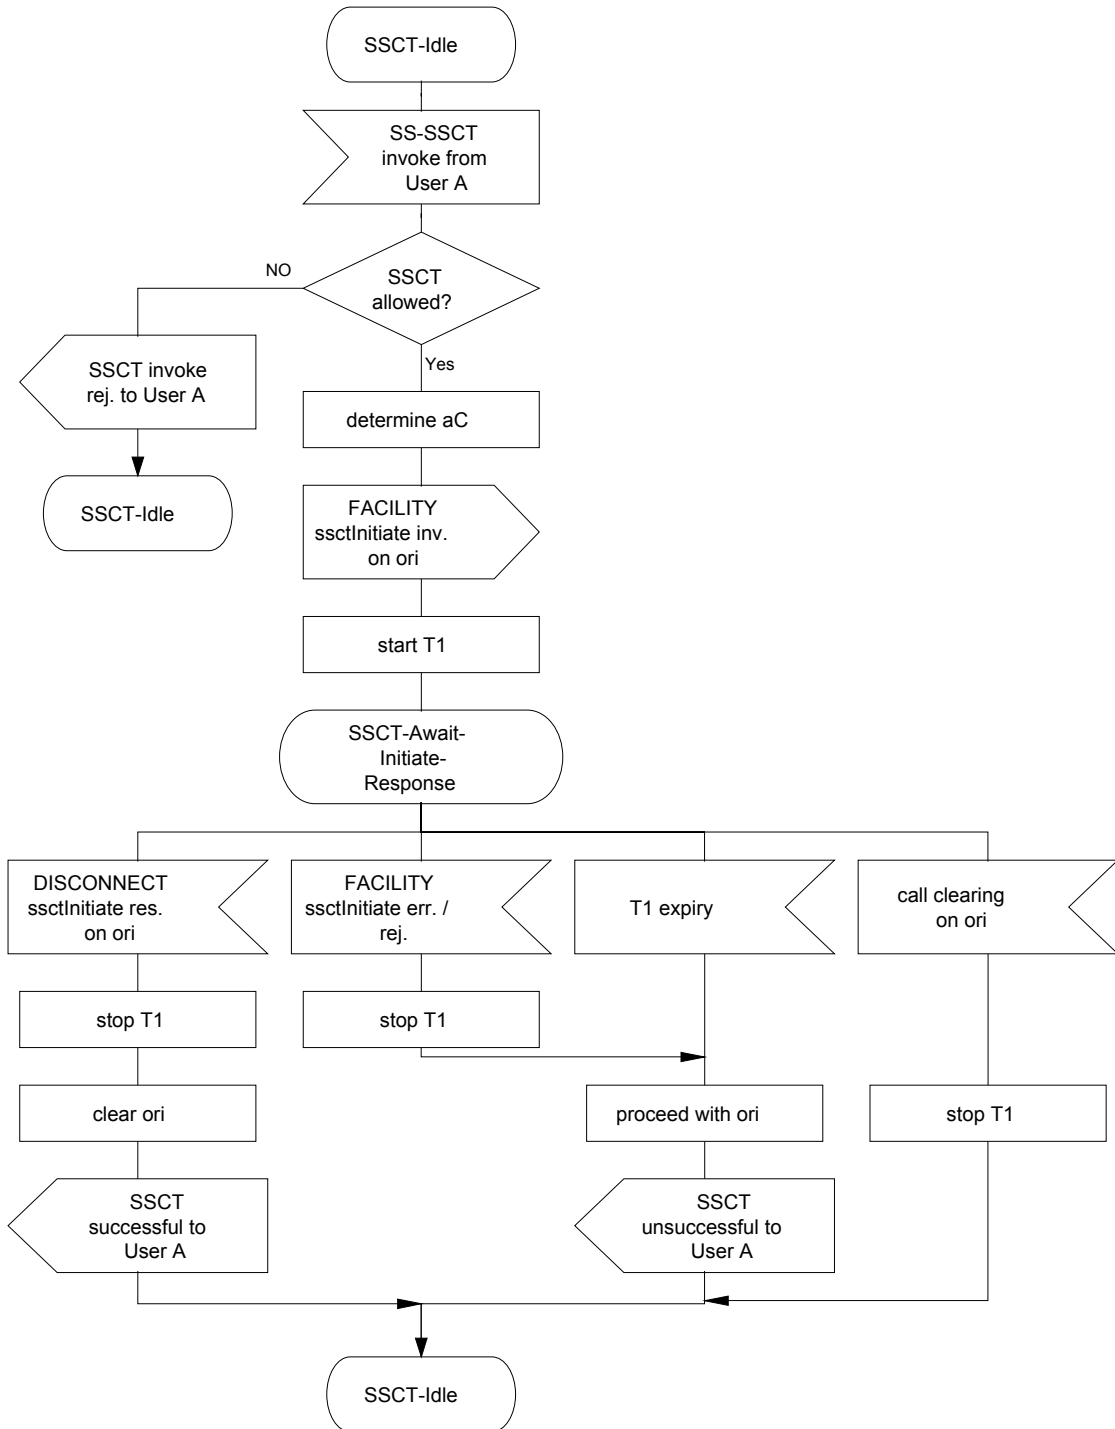 SSCT-Idle
SS-SSCT
invoke from
User A
NO
SSCT
allowed?
Yes
SSCT invoke
rej. to User A
determine aC
SSCT-Idle
FACILITY
ssctInitiate inv.
on ori
start T1
SSCT-Await-
Initiate-
Response
DISCONNECT
ssctInitiate res.
on ori
FACILITY
ssctInitiate err. /
rej.
T1 expiry
call clearing
on ori
stop T1
stop T1
clear ori
proceed with ori
stop T1
SSCT
successful to
User A
SSCT
unsuccessful to
User A
SSCT-Idle